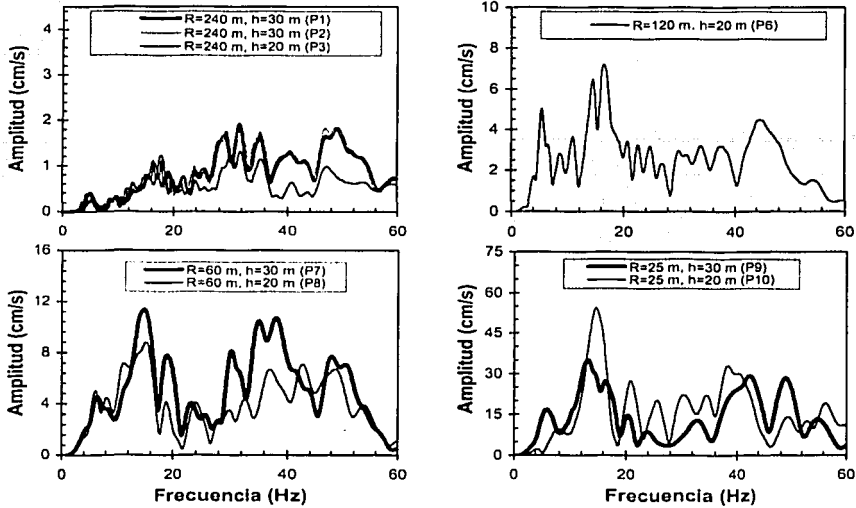 R=240 m, h=30 m (P1)
R=240 m, h=30 m (P2)
R=240 m, h=20 m (P3)
Amplitud (cm/s)
4
3
2
1
0
0
20
40
60
R=120 m. h=20 m (P6)
Amplitud (cm/s)
10
8
6
4
2
0
0
20
40
60
R=60 m, h=30 m (P7)
R=60 m, h=20 m (P8)
Amplitud (cm/s)
16
12
8
4
0
0
20
40
60
Frecuencia (Hz)
R=25 m, h=30 m (P9)
R=25 m, h=20 m (P10)
Amplitud (cm/s)
75
60
45
30
15
0
0
20
40
60
Frecuencia (Hz)